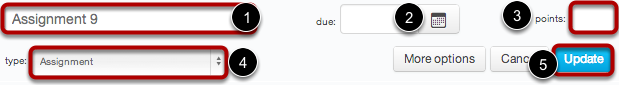 Assignment 9 1 due: 2 3 points:
type: Assignment 4 More options Canc 5 Update